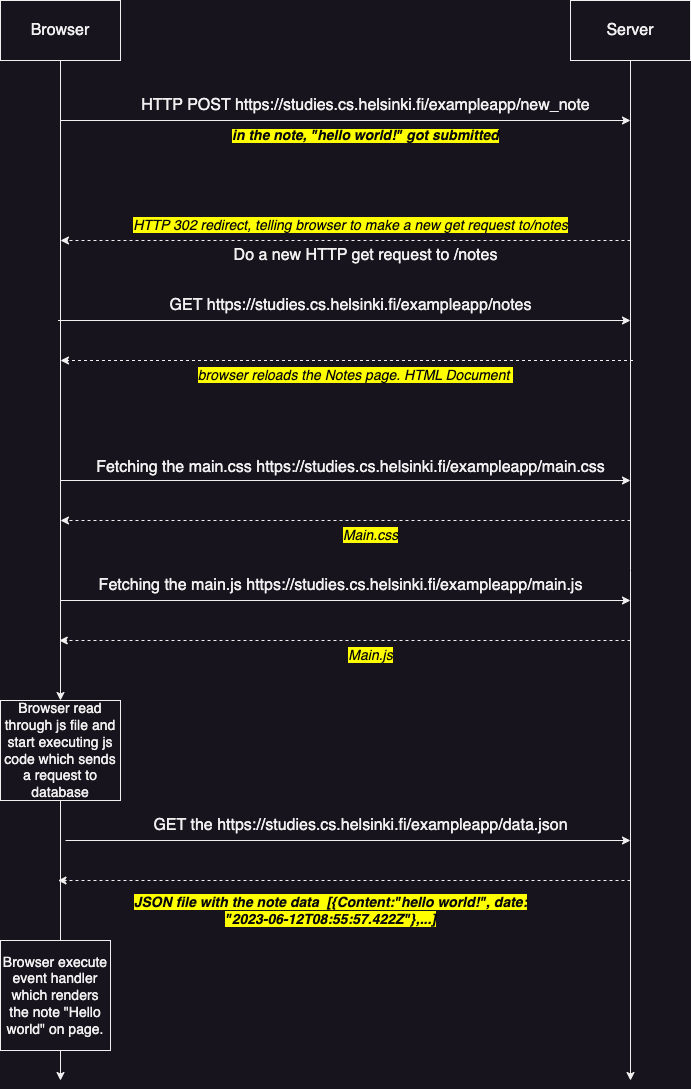 Browser
Server
HTTP POST https://studies.cs.helsinki.fi/exampleapp/new_note
in the note, "hello world!" got submitted
HTTP 302 redirect, telling browser to make a new get request to/notes
Do a new HTTP get request to /notes
GET https://studies.cs.helsinki.fi/exampleapp/notes
browser reloads the Notes page. HTML Document
Fetching the main.css https://studies.cs.helsinki.fi/exampleapp/main.css
Main.css
Fetching the main.js https://studies.cs.helsinki.fi/exampleapp/main.js
Main.js
Browser read
through js file and
start executing js
code which sends
a request to
database
GET the https://studies.cs.helsinki.fi/exampleapp/data.json
JSON file with the note data [{Content:"hello world!", date:
"2023-06-12T08:55:57.422Z"},...]
Browser execute
event handler
which renders
the note "Hello
world" on page.